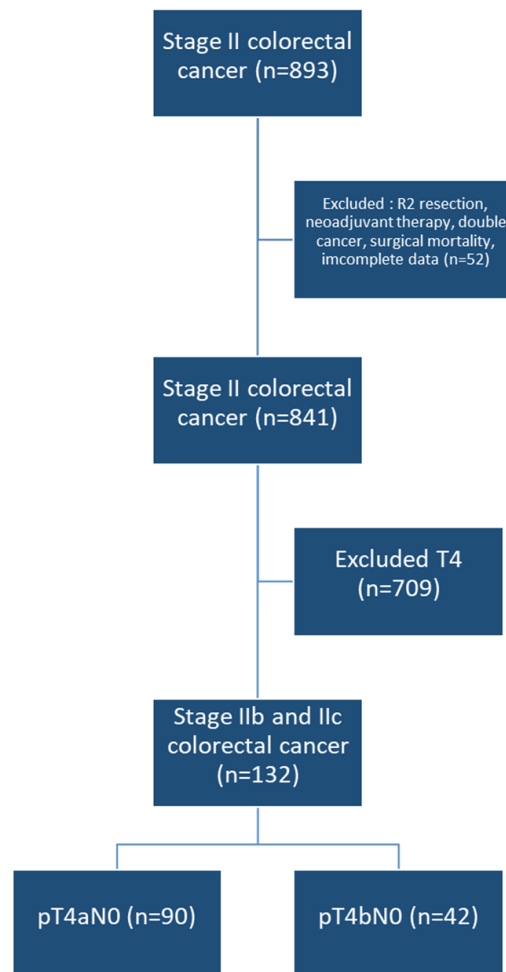 Stage II colorectal
cancer (n=893)
Excluded : R2 resection,
neoadjuvant therapy, double
cancer, surgical mortality,
imcomplete data (n=52)
Stage II colorectal
cancer (n=841)
Excluded T4
(n=709)
Stage IIb and IIc
colorectal cancer
(n=132)
pT4aN0 (n=90)
pT4bN0 (n=42)